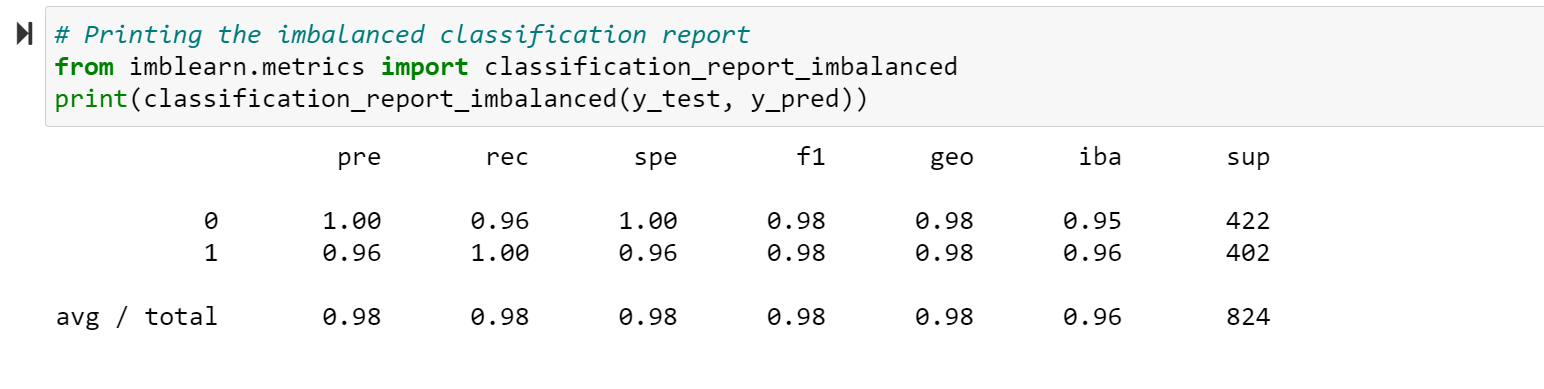 # Printing the imbalanced classification report
from imblearn.metrics import classification_report_imbalanced
print(classification_report_imbalanced(y_test, y_pred))
pre rec spe f1 geo iba sup
0 1.00 0.96 1.00 0.98 0.98 0.95 422
1 0.96 1.00 0.96 0.98 0.98 0.96 402
avg / total 0.98 0.98 0.98 0.98 0.98 0.96 824